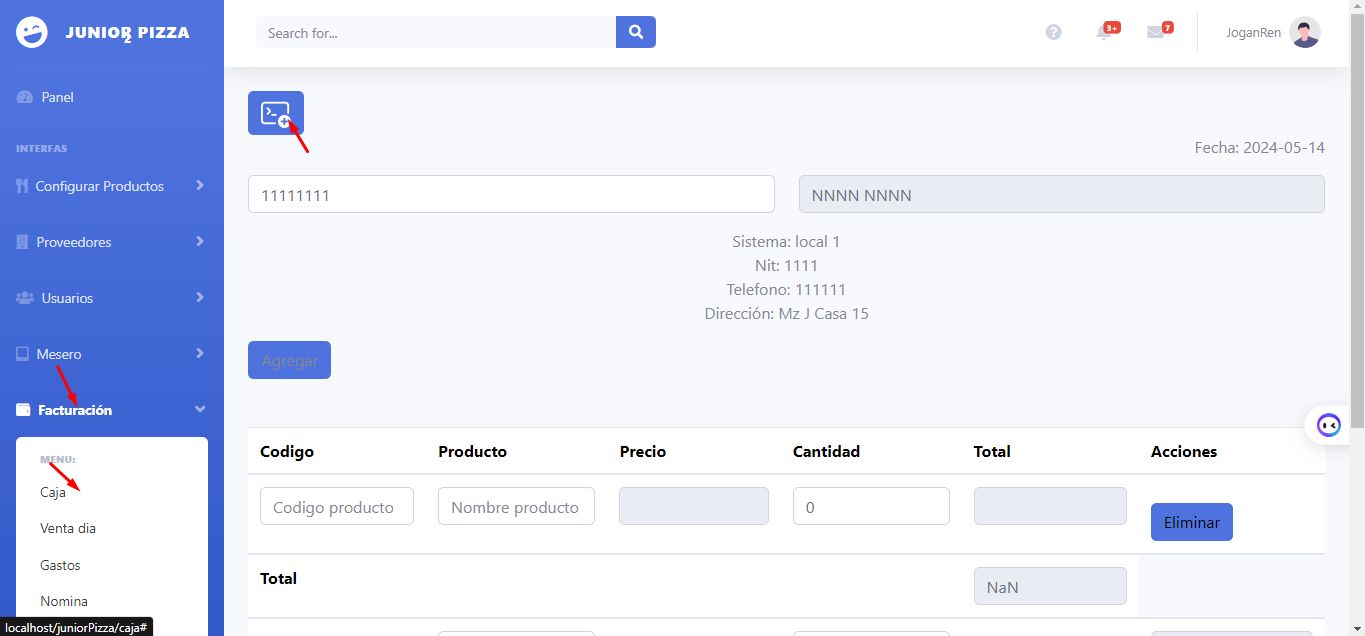 JUNIOR PIZZA
2
Search for...
3+
7
JoganRen
Panel
INTERFAS
Configurar Productos
Proveedores
Usuarios
Mesero
Facturación
MENU:
Caja
Venta dia
Gastos
Nomina
localhost/juniorPizza/caja#
Fecha: 2024-05-14
11111111
NNNN NNNN
Sistema: local 1
Nit: 1111
Telefono: 111111
Dirección: Mz J Casa 15
Agregar
Codigo Producto Precio Cantidad Total Acciones
Codigo producto Nombre producto 0 Eliminar
Total NaN